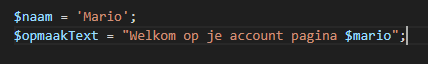 $naam = 'Mario';
$opmaakText = "Welkom op je account pagina $mario";